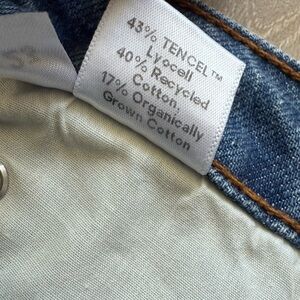 43% TENCEL™
Lyocell
40% Recycled
Cotton,
17% Organically
Grown Cotton